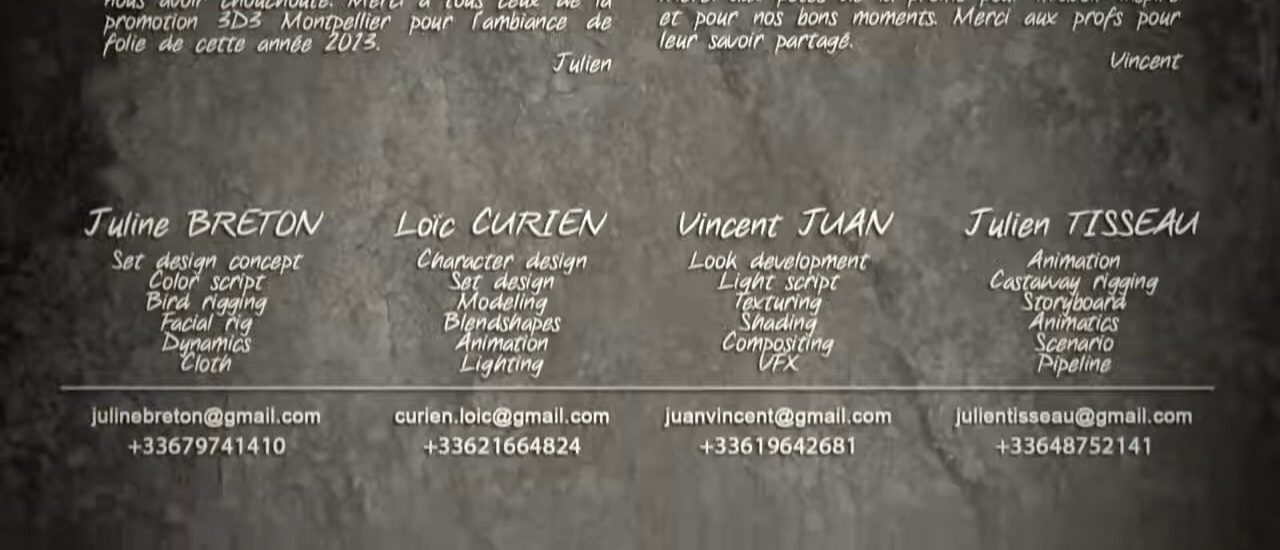 promotion 3D3 Montpellier pour l'ambiance de
folie de cette année 2013.
Julien
et pour nos bons moments. Merci aux profs pour
leur savoir partagé.
Vincent
Juline BRETON
Set design concept
Color script
Bird rigging
Facial rig
Dynamics
Cloth
julinebreton@gmail.com
+33679741410
Loïc CURIEN
Character design
Set design
Modeling
Blendshapes
Animation
Lighting
curien.loic@gmail.com
+33621664824
Vincent JUAN
Look development
Light script
Texturing
Shading
Compositing
VFX
juanvincent@gmail.com
+33619642681
Julien TISSEAU
Animation
Castaway rigging
Storyboard
Animatics
Scenario
Pipeline
julientisseau@gmail.com
+33648752141